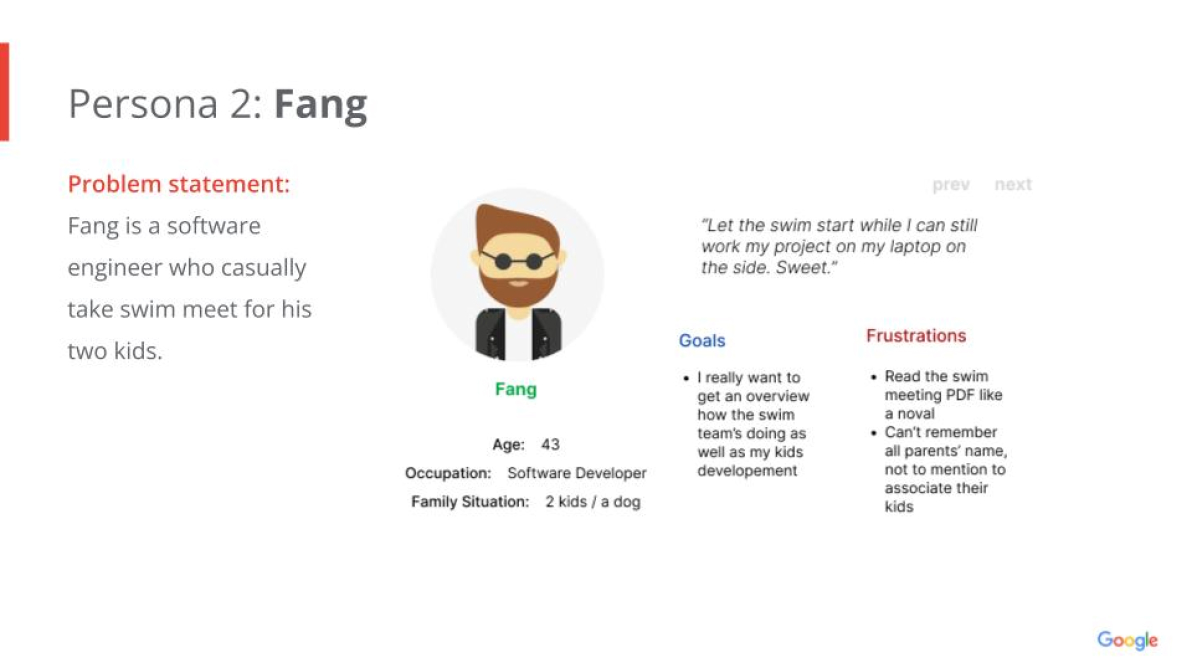 Persona 2: Fang
Problem statement:
Fang is a software
engineer who casually
take swim meet for his
two kids.
Fang
Age: 43
Occupation: Software Developer
Family Situation: 2 kids / a dog
prev next
“Let the swim start while I can still
work my project on my laptop on
the side. Sweet.”
Goals
• I really want to
get an overview
how the swim
team's doing as
well as my kids
developement
Frustrations
• Read the swim
meeting PDF like
a noval
• Can't remember
all parents' name,
not to mention to
associate their
kids
Google